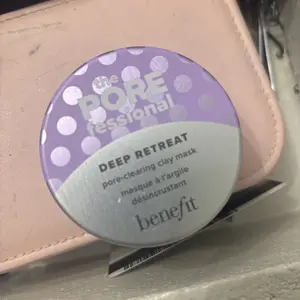 the
PORE
fessional
DEEP RETREAT
pore-clearing clay mask
masque à l'argile
désincrustant
benefit